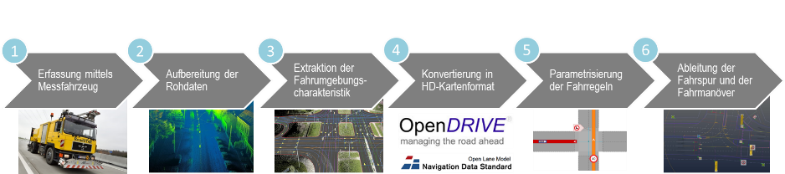 1
Erfassung mittels
Messfahrzeug
2
Aufbereitung der
Rohdaten
3
Extraktion der
Fahrumgebungs-
charakteristik
4
Konvertierung in
HD-Kartenformat
5
Parametrisierung
der Fahrregeln
6
Ableitung der
Fahrspur und der
Fahrmanöver
OpenDRIVE®
managing the road ahead
Open Lane Model
Navigation Data Standard